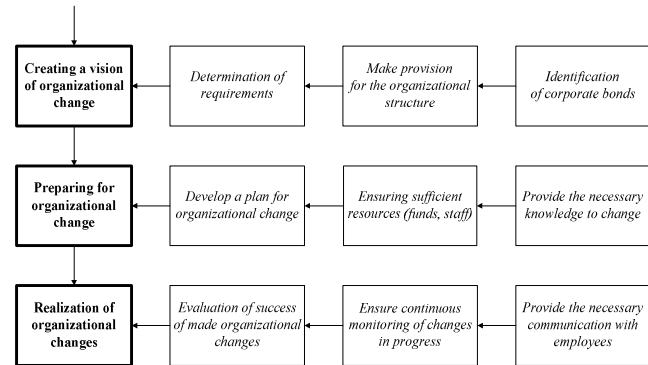 Creating a vision
of organizational
change
Determination of
requirements
Make provision
for the organizational
structure
Identification
of corporate bonds
Preparing for
organizational
change
Develop a plan for
organizational change
Ensuring sufficient
resources (funds, staff)
Provide the necessary
knowledge to change
Realization of
organizational
changes
Evaluation of success
of made organizational
changes
Ensure continuous
monitoring of changes
in progress
Provide the necessary
communication with
employees